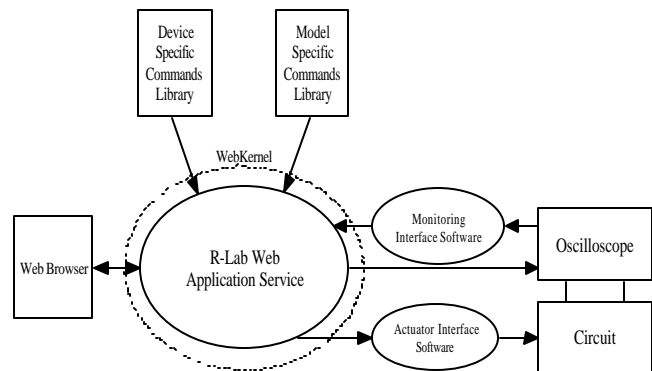 Device
Specific
Commands
Library
Model
Specific
Commands
Library
WebKernel
Monitoring
Interface Software
Web Browser
R-Lab Web
Application Service
Oscilloscope
Actuator Interface
Software
Circuit